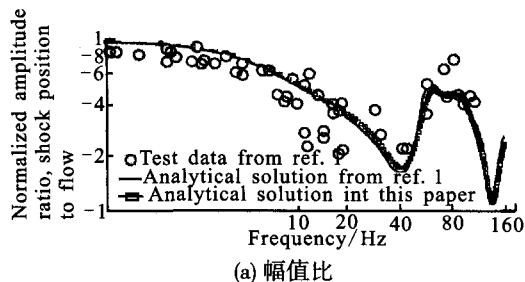 Normalized amplitude
ratio, shock position
to flow
1
-8
-6
-4
-2
-1
Test data from ref. 1
Analytical solution from ref. 1
Analytical solution int this paper
10
20
40
80
160
Frequency/Hz
(a) 幅值比